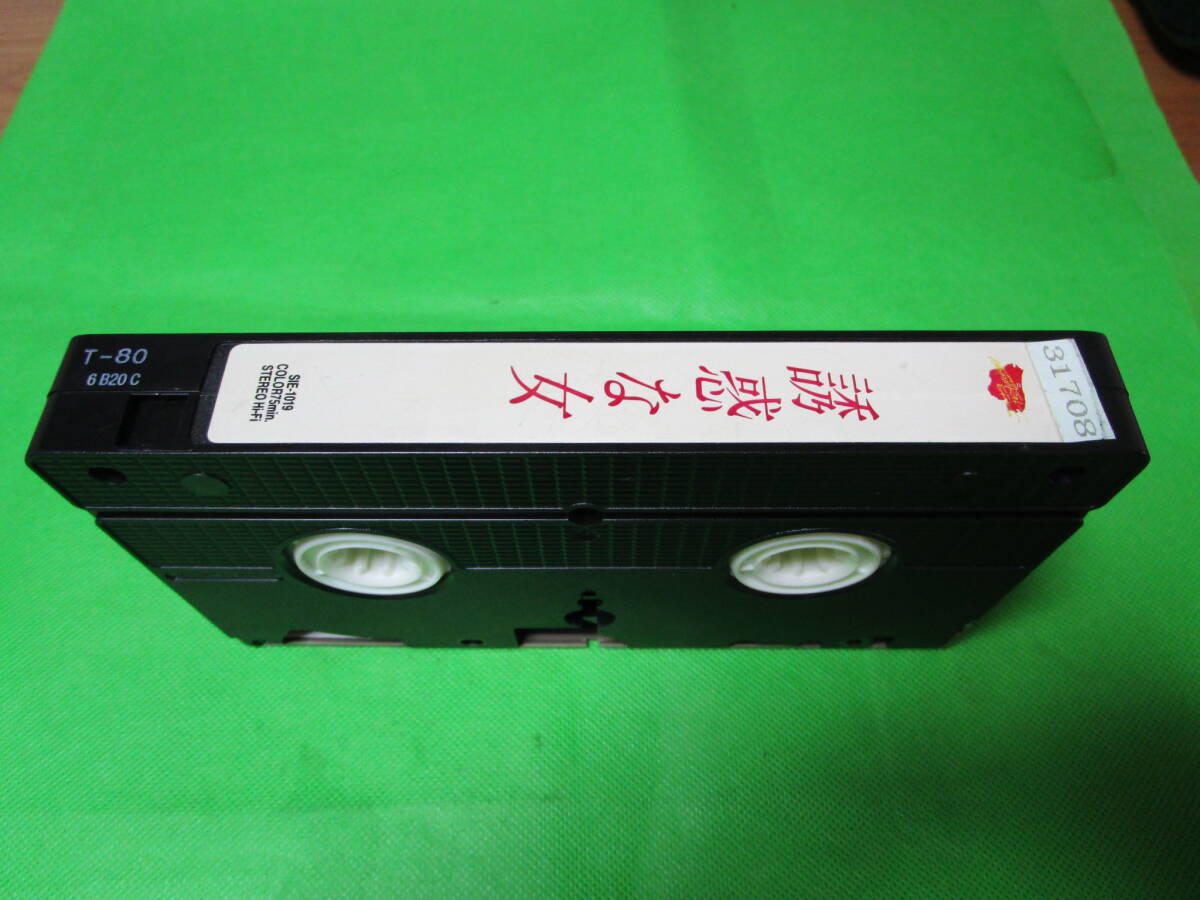 T-80
6 B20 C
31708
誘惑な女
SIE-1019
COLOR75min.
STEREO Hi-Fi